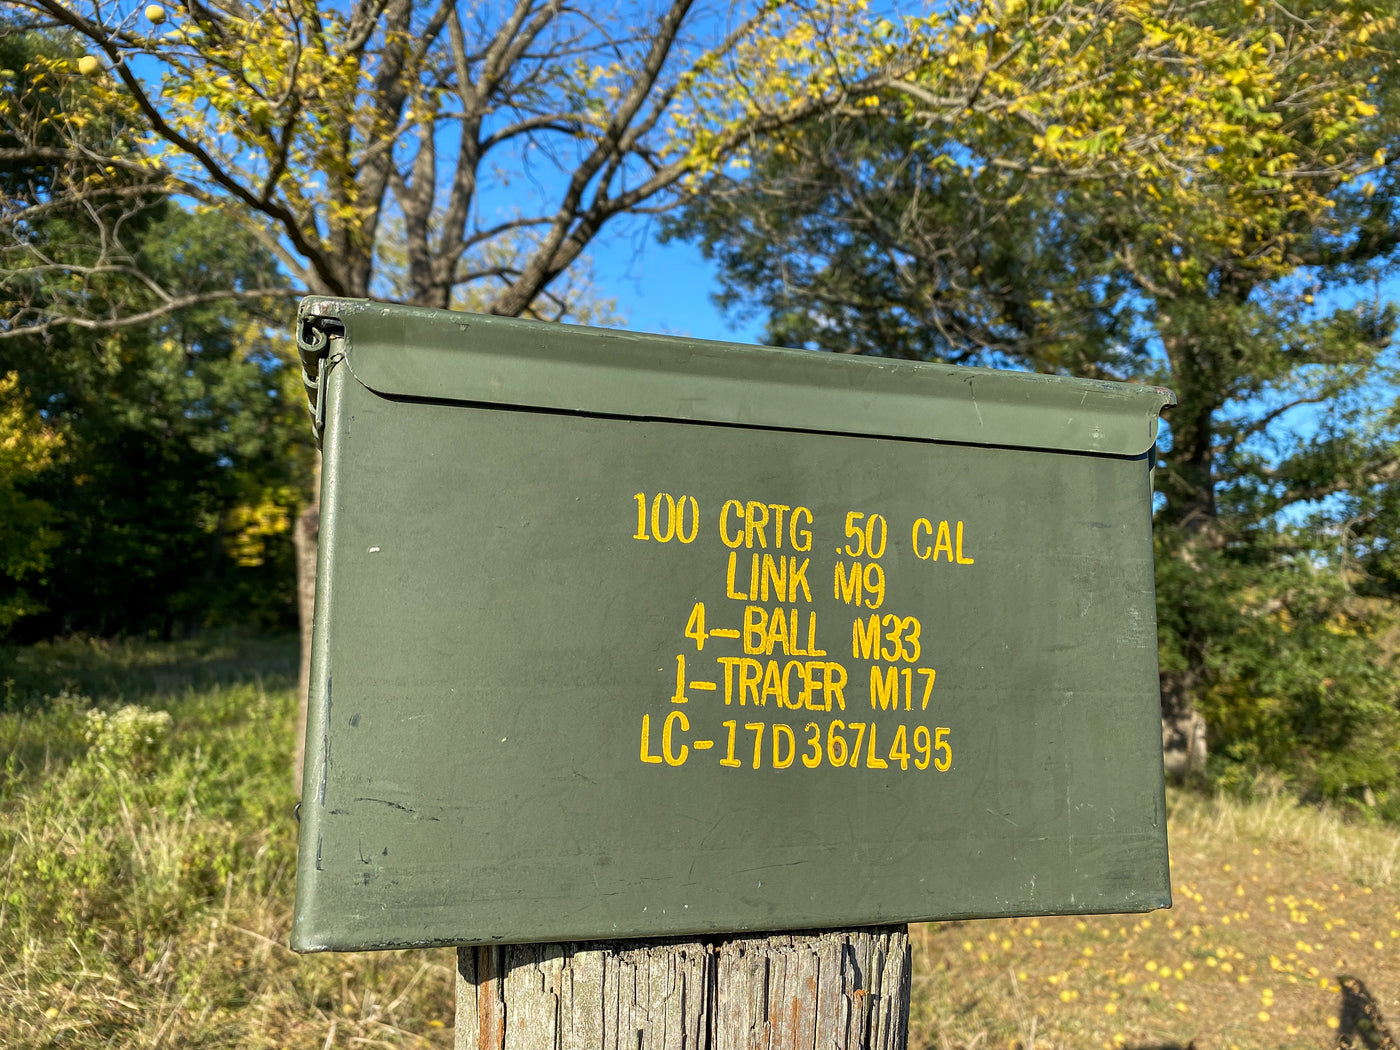 100 CRTG .50 CAL
LINK M9
4-BALL M33
1-TRACER M17
LC-17D367L495